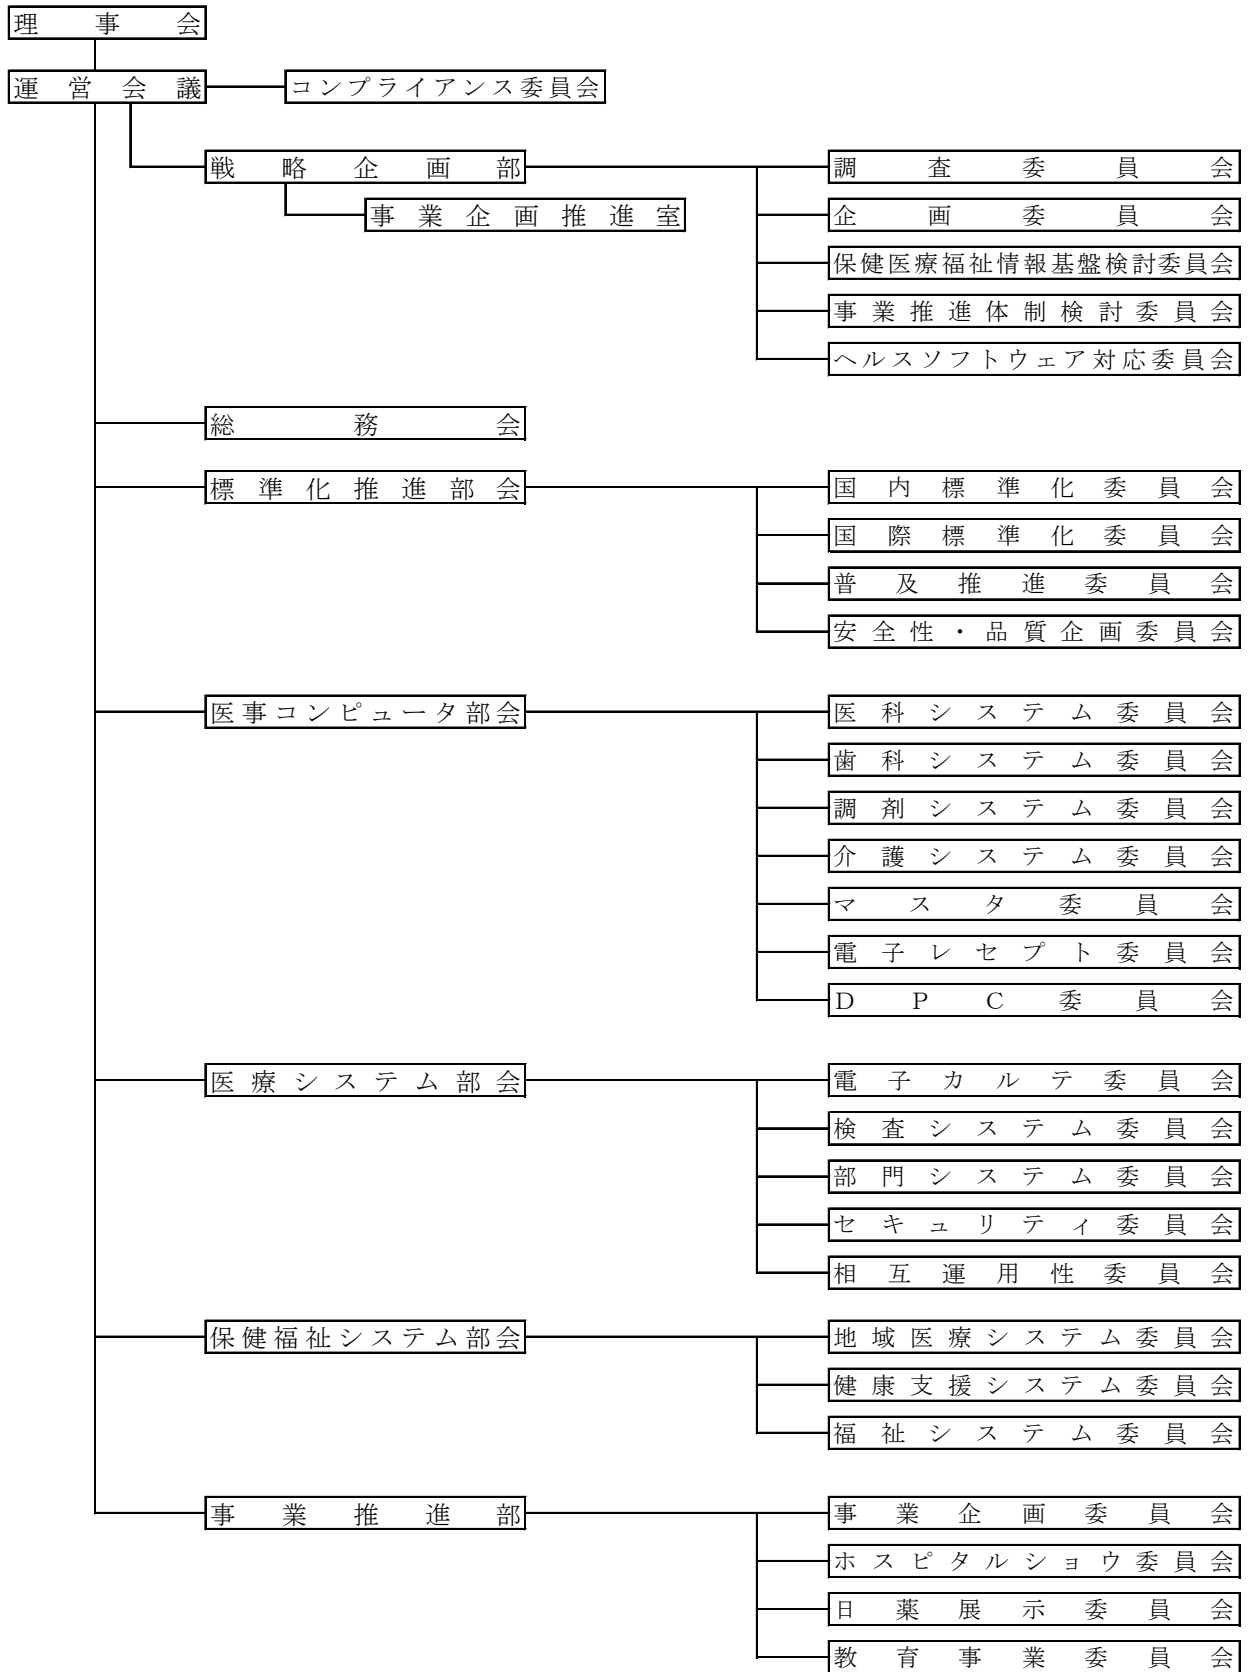 理事会
運営会議
コンプライアンス委員会
戦略企画部
調査委員会
事業企画推進室
企画委員会
保健医療福祉情報基盤検討委員会
事業推進体制検討委員会
ヘルスソフトウェア対応委員会
総務会
標準化推進部会
国内標準化委員会
国際標準化委員会
普及推進委員会
安全性・品質企画委員会
医事コンピュータ部会
医科システム委員会
歯科システム委員会
調剤システム委員会
介護システム委員会
マスタ委員会
電子レセプト委員会
DPC委員会
医療システム部会
電子カルテ委員会
検査システム委員会
部門システム委員会
セキュリティ委員会
相互運用性委員会
保健福祉システム部会
地域医療システム委員会
健康支援システム委員会
福祉システム委員会
事業推進部
事業企画委員会
ホスピタルショウ委員会
日薬展示委員会
教育事業委員会